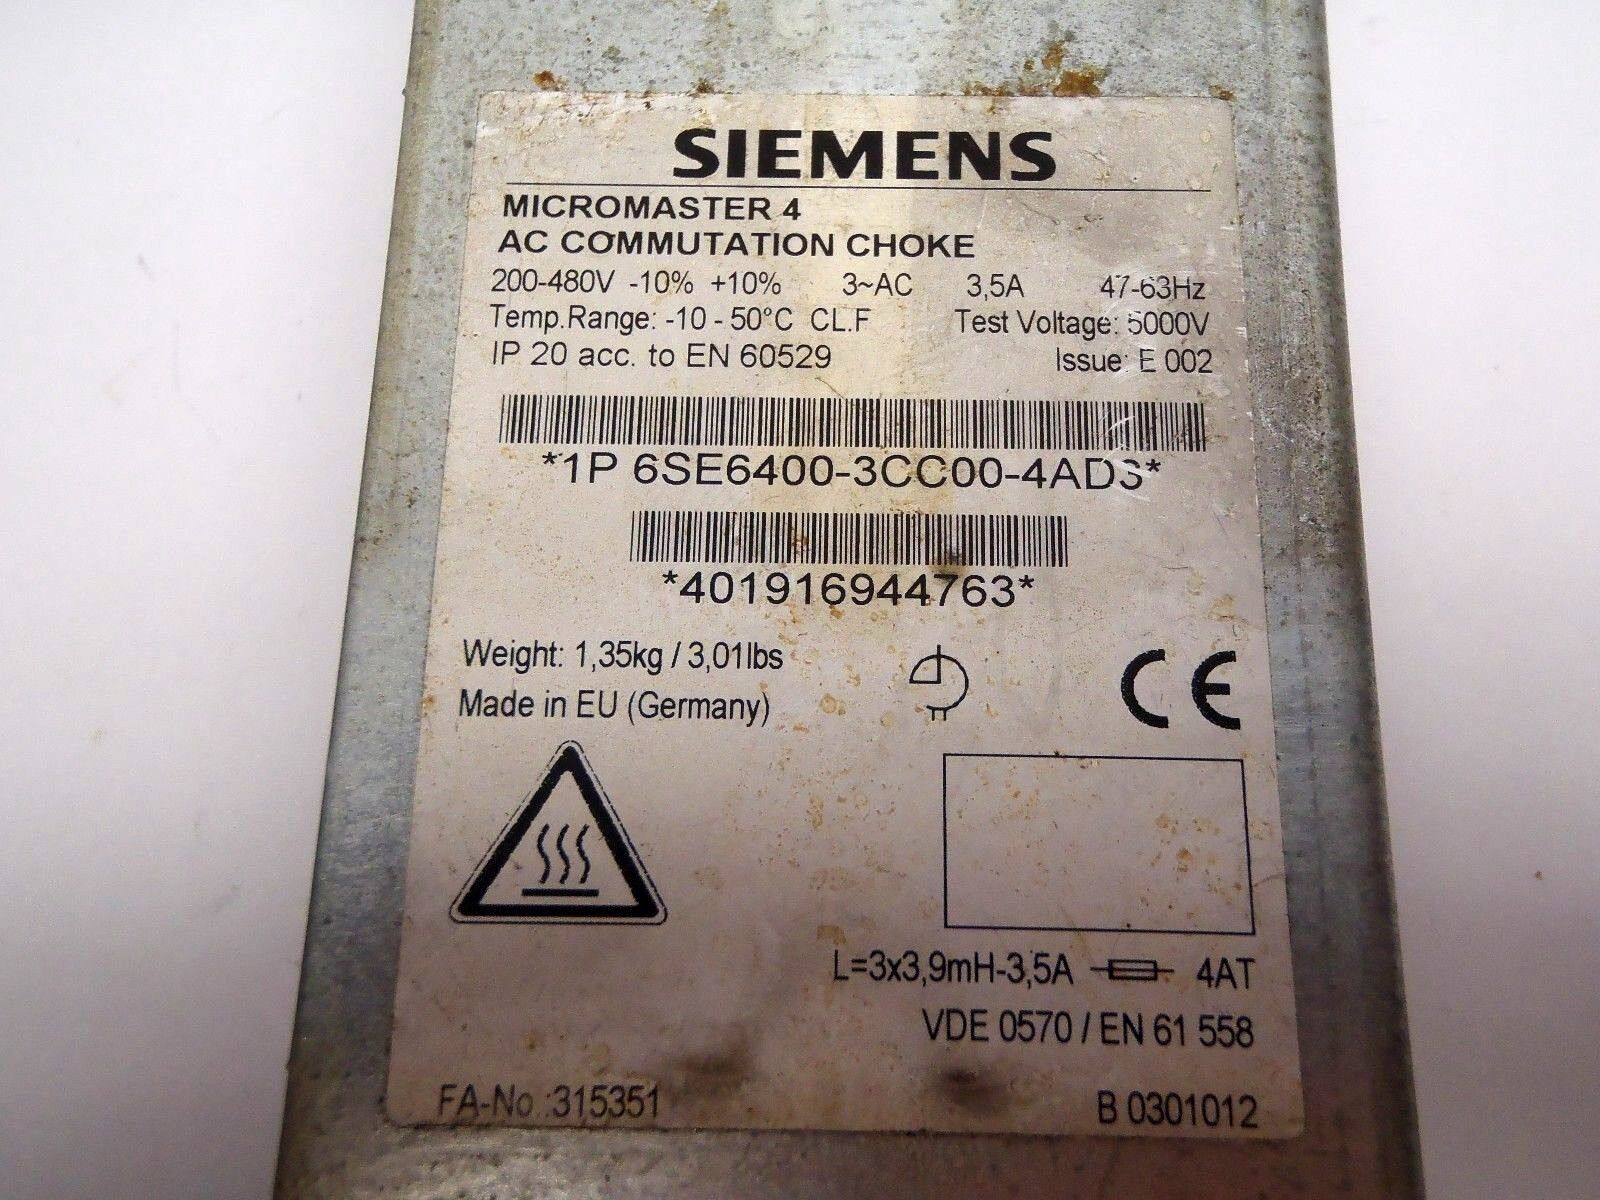 SIEMENS
MICROMASTER 4
AC COMMUTATION CHOKE
200-480V -10% +10% 3~AC 3,5A 47-63Hz
Temp.Range: -10 - 50°C CL.F Test Voltage: 5000V
IP 20 acc. to EN 60529 Issue: E 002
*1P 6SE6400-3CC00-4AD3*
*401916944763*
Weight: 1,35kg / 3,01lbs
Made in EU (Germany)
CE
L=3x3,9mH-3,5A 4AT
VDE 0570 / EN 61 558
FA-No.:315351 B 0301012